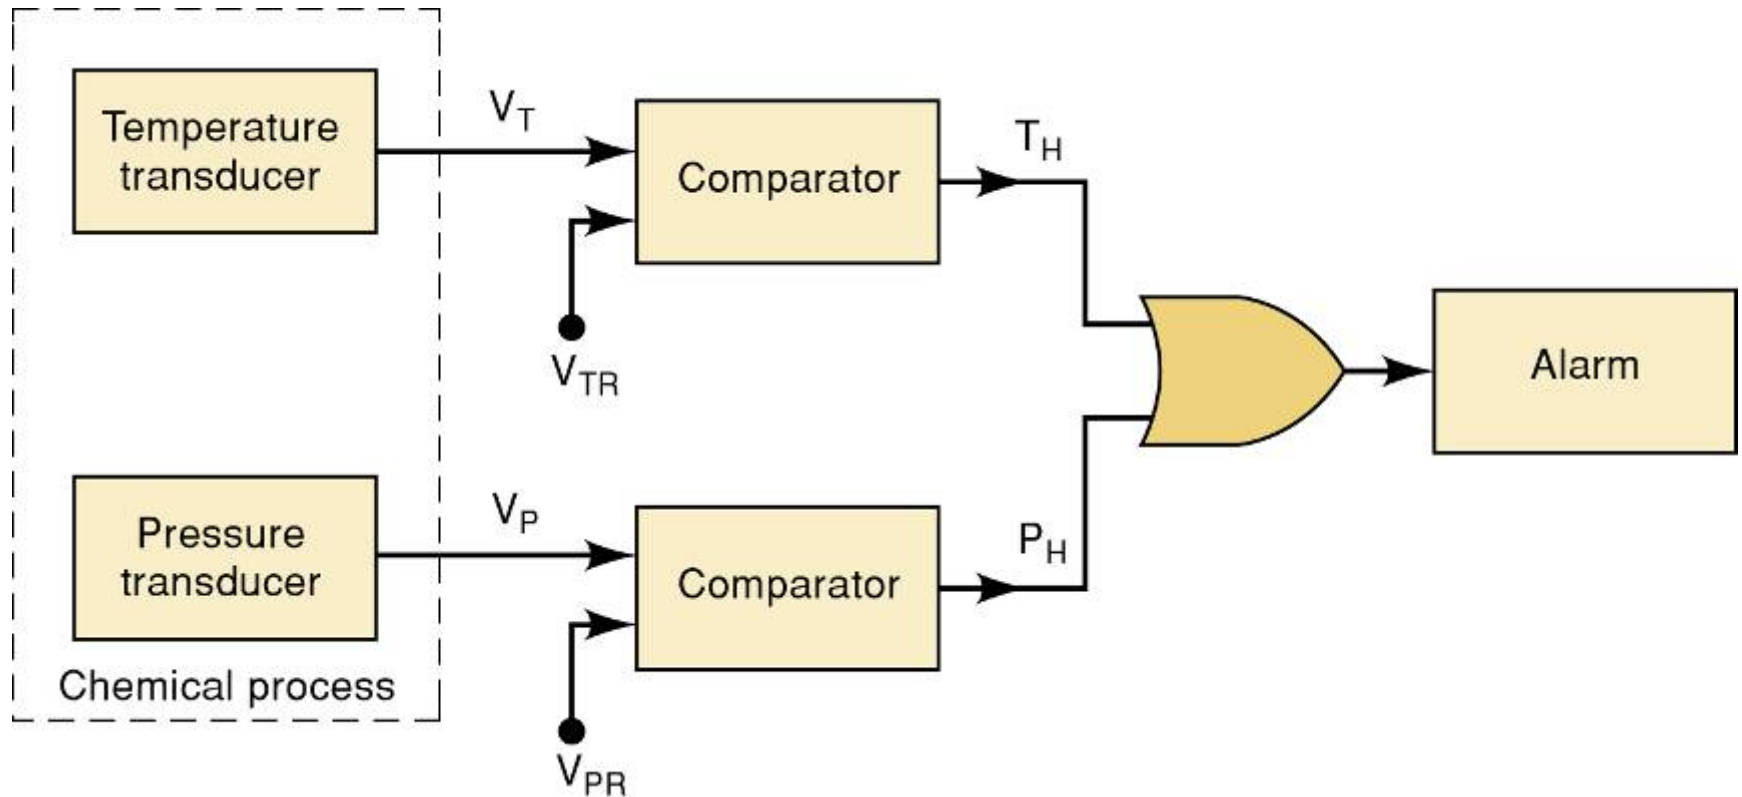 Temperature
transducer
V_T
Comparator
T_H
V_TR
Alarm
Pressure
transducer
V_P
Comparator
P_H
Chemical process
V_PR